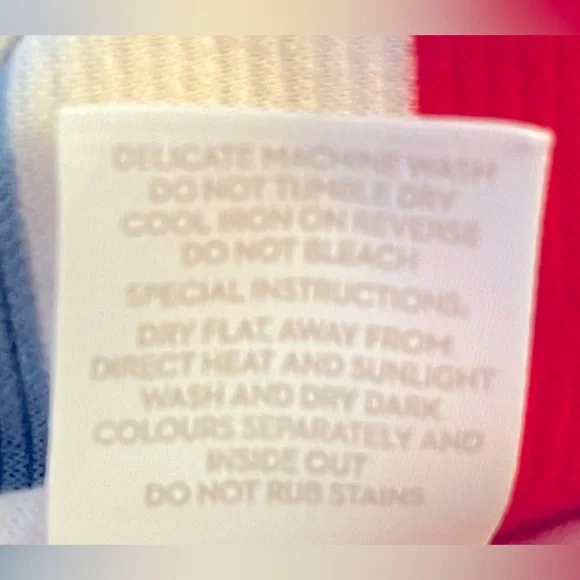 DELICATE MACHINE WASH
DO NOT TUMBLE DRY
COOL IRON ON REVERSE
DO NOT BLEACH
SPECIAL INSTRUCTIONS:
DRY FLAT, AWAY FROM
DIRECT HEAT AND SUNLIGHT
WASH AND DRY DARK
COLOURS SEPARATELY AND
INSIDE OUT
DO NOT RUB STAINS